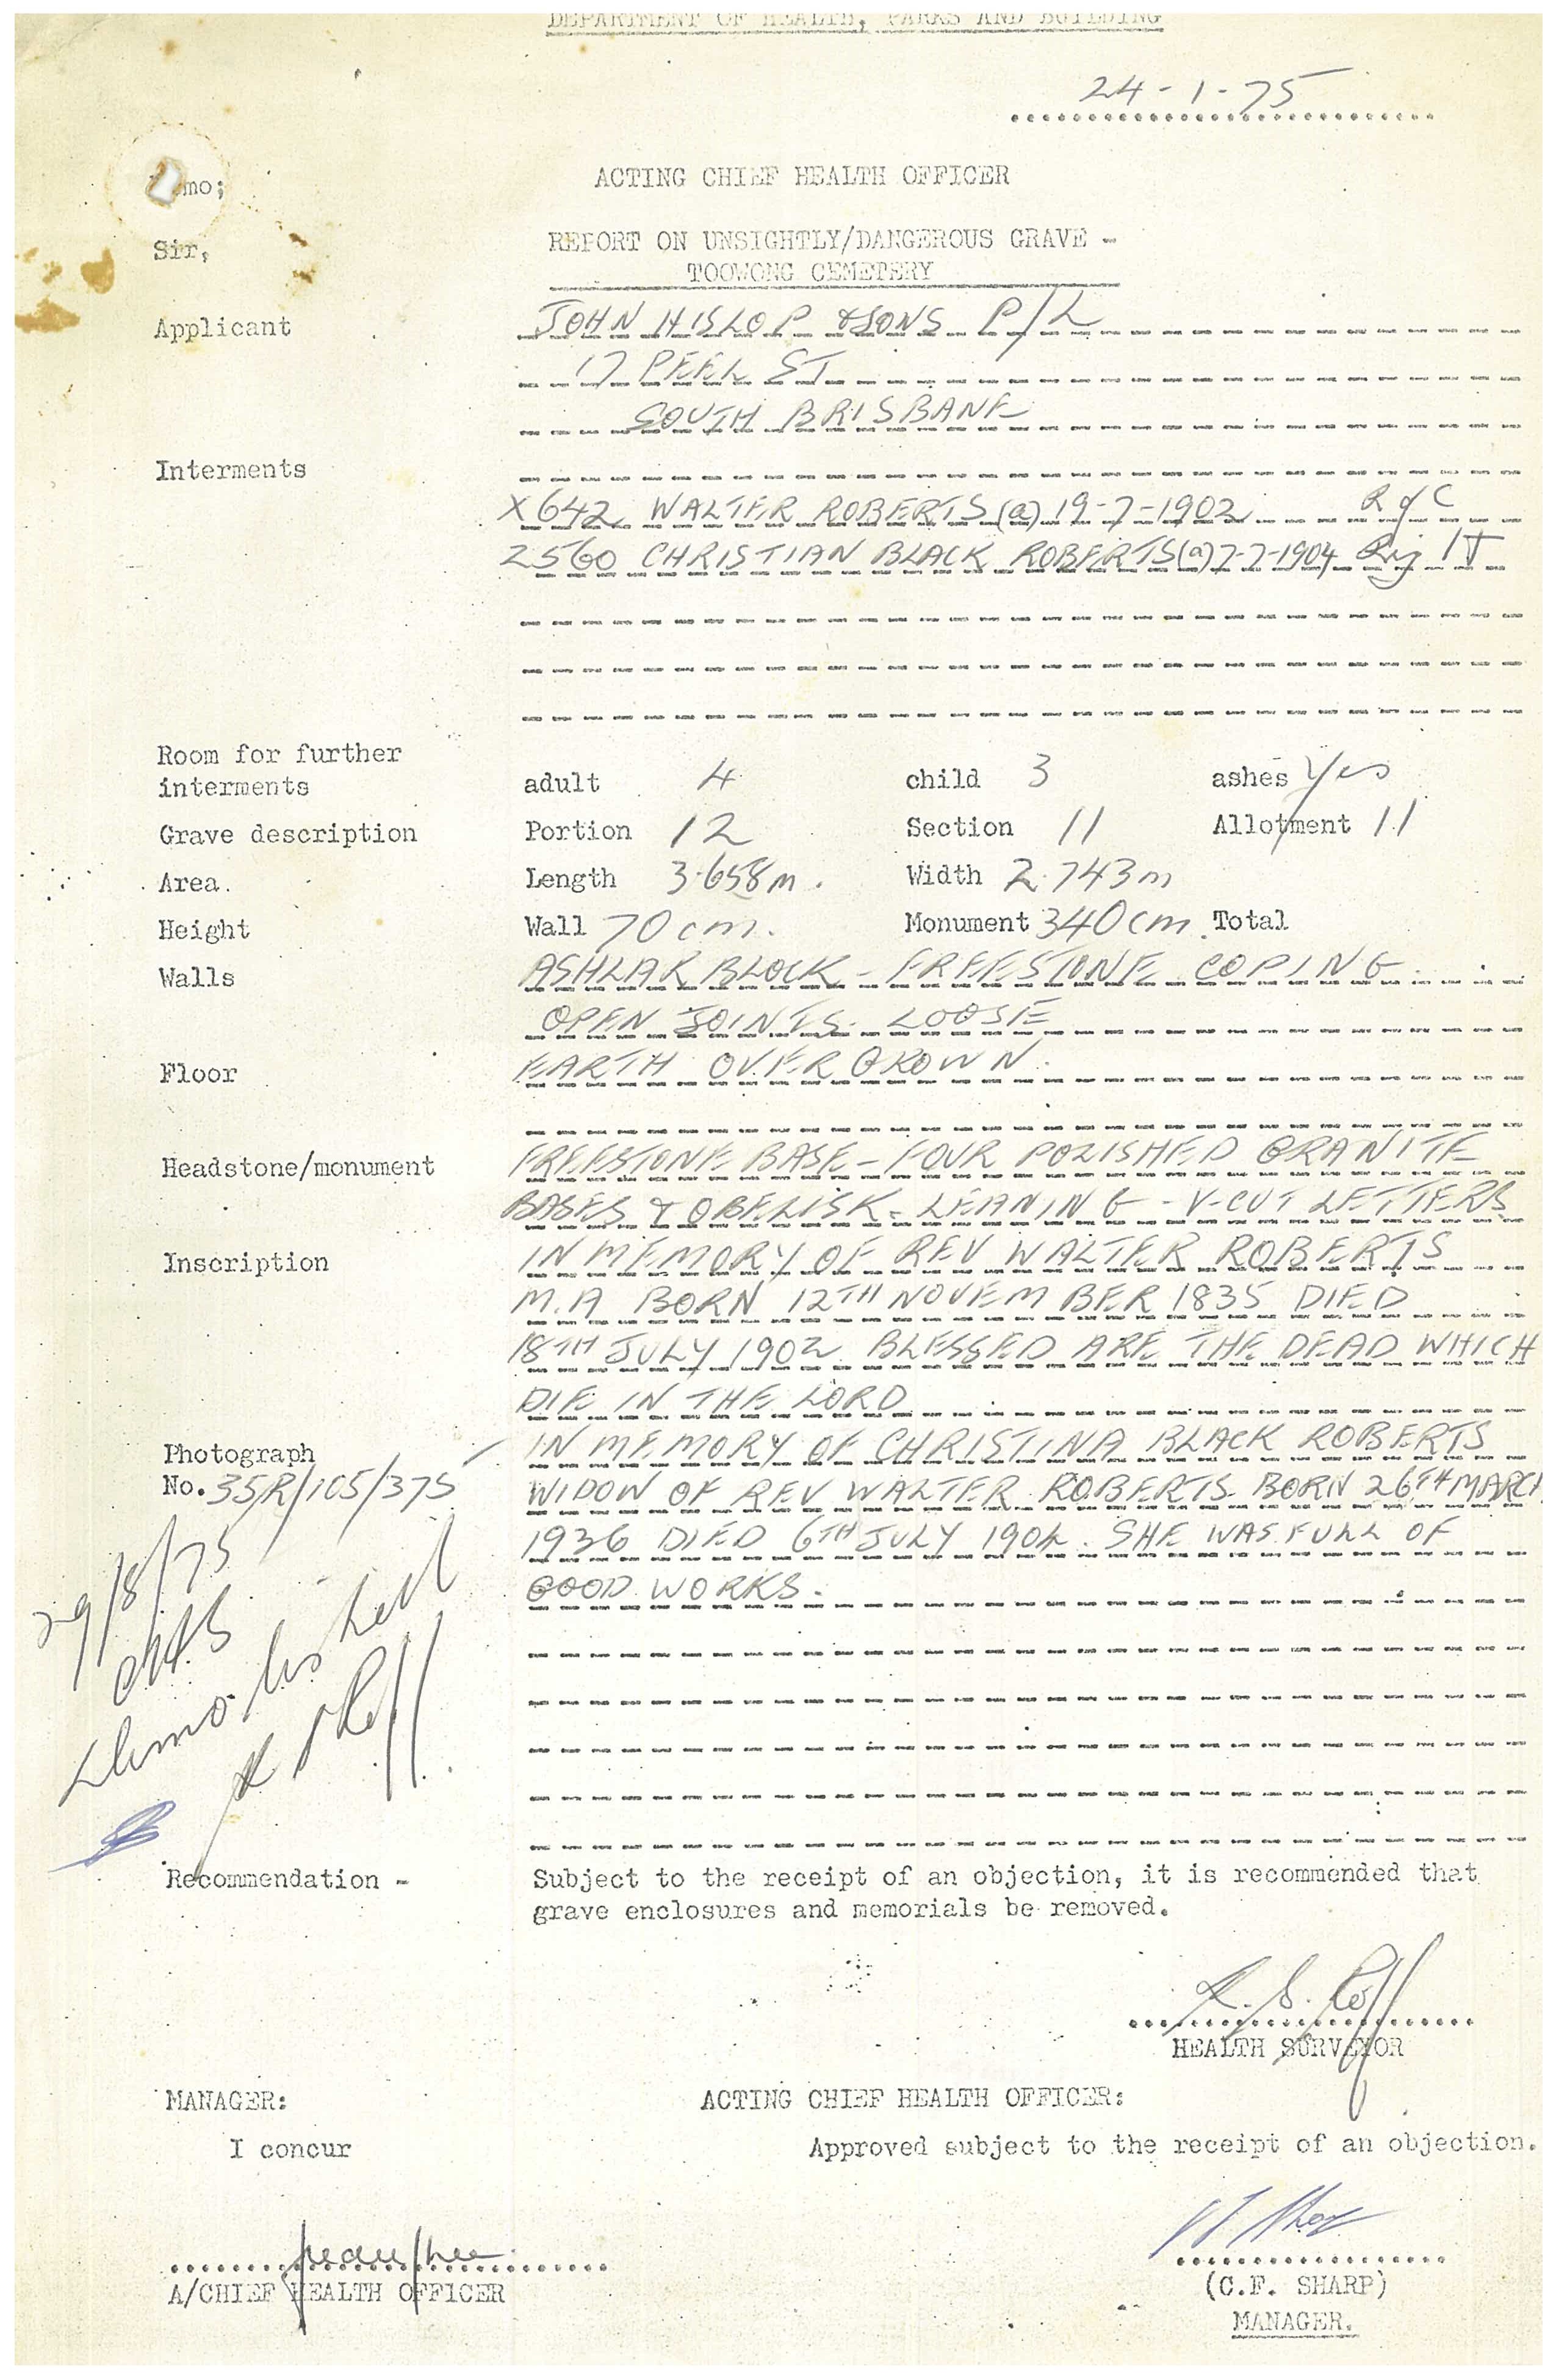 DEPARTMENT OF HEALTH, PARKS AND BUILDING
24-1-75
mo;
ACTING CHIEF HEALTH OFFICER
Sir,
REPORT ON UNSIGHTLY/DANGEROUS GRAVE -
TOOWONG CEMETERY
Applicant JOHN HISLOP & SONS P/L
17 PEEL ST
SOUTH BRISBANE
Interments
X642 WALTER ROBERTS (a) 19-7-1902 R of C
2560 CHRISTIAN BLACK ROBERTS (a) 7-7-1904 Rig IT
Room for further
interments adult 4 child 3 ashes Yes
Grave description Portion 12 Section 11 Allotment 11
Area. Length 3.658m. Width 2.743m
Height Wall 70cm. Monument 340cm. Total
Walls ASHLAR BLOCK - FREESTONE COPING
OPEN JOINTS. LOOSE
Floor EARTH OVERGROWN.
Headstone/monument FREESTONE BASE - FOUR POLISHED GRANITE
BASES & OBELISK - LEANING - V-CUT LETTERS
Inscription IN MEMORY OF REV WALTER ROBERTS
M.A BORN 12TH NOVEMBER 1835 DIED
18TH JULY 1902. BLESSED ARE THE DEAD WHICH
DIE IN THE LORD
Photograph IN MEMORY OF CHRISTINA BLACK ROBERTS
No. 35R/105/375 WIDOW OF REV WALTER ROBERTS. BORN 26TH MARCH
1936 DIED 6TH JULY 1904. SHE WAS FULL OF
GOOD WORKS.
29/8/75
Demolished
Recommendation - Subject to the receipt of an objection, it is recommended that
grave enclosures and memorials be removed.
K. S. Roff
HEALTH SURVEYOR
MANAGER: ACTING CHIEF HEALTH OFFICER:
I concur Approved subject to the receipt of an objection.
A/CHIEF HEALTH OFFICER
(C.F. SHARP)
MANAGER.